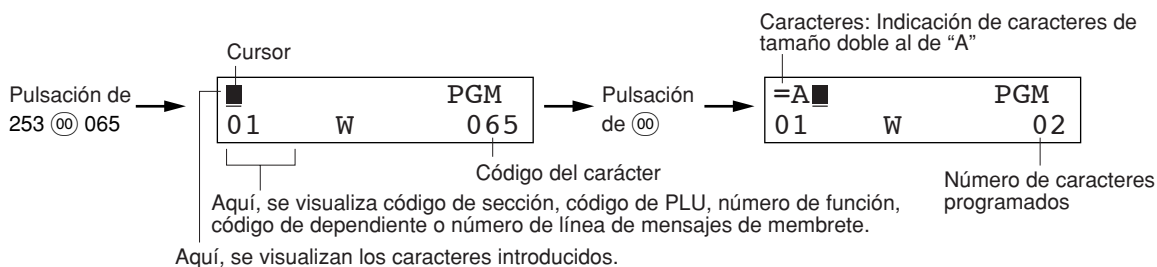 Caracteres: Indicación de caracteres de
tamaño doble al de “A”
Cursor
Pulsación de
253 00 065
PGM
01 W 065
Pulsación
de 00
=A PGM
01 W 02
Código del carácter
Número de caracteres
programados
Aquí, se visualiza código de sección, código de PLU, número de función,
código de dependiente o número de línea de mensajes de membrete.
Aquí, se visualizan los caracteres introducidos.